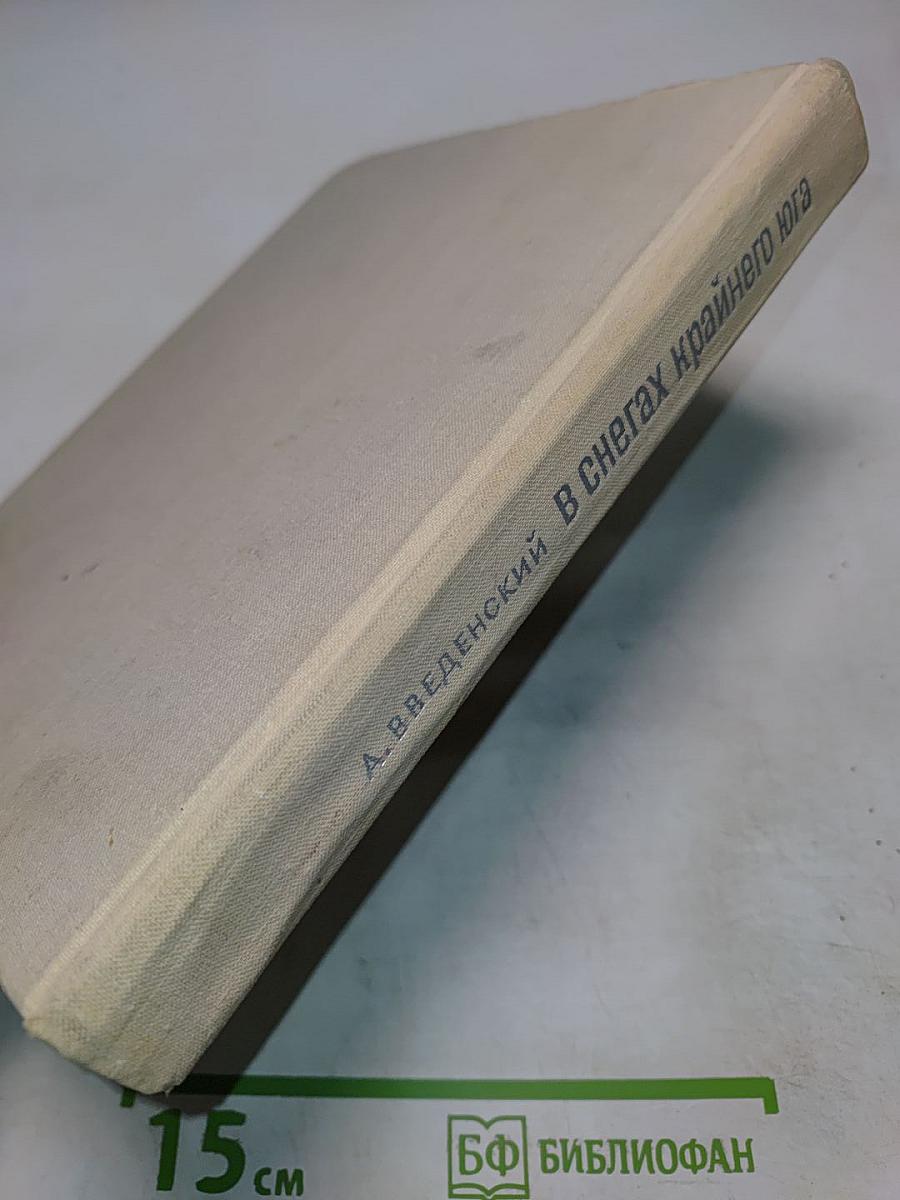 А. ВВЕДЕНСКИЙ В СНЕГАХ КРАЙНЕГО ЮГА
15 см
БФ БИБЛИОФАН